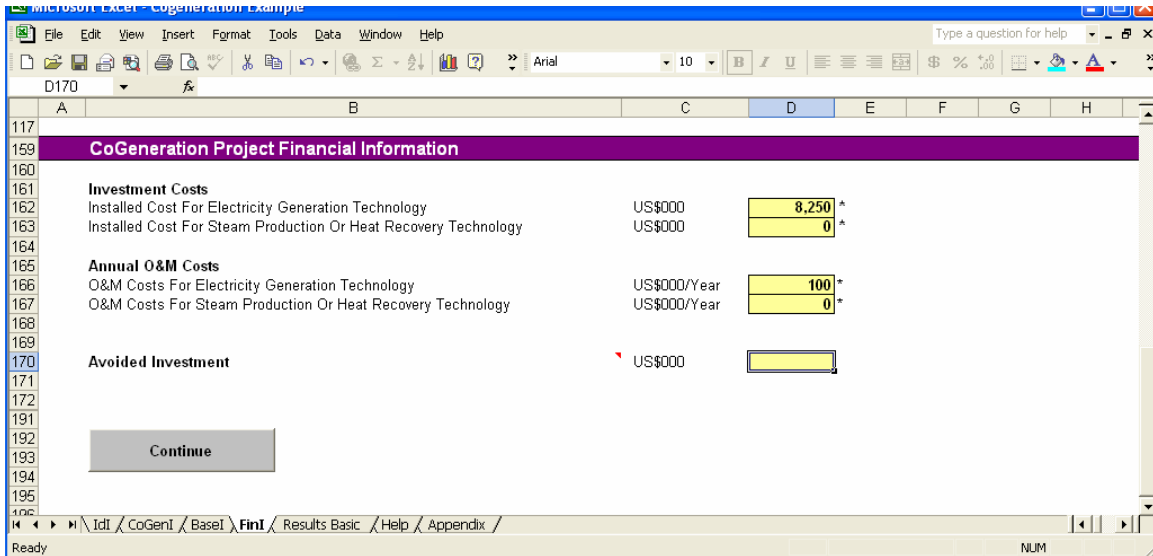 Microsoft Excel - Cogeneration Example
File Edit View Insert Format Tools Data Window Help Type a question for help
Arial 10 B I U $ %
D170 fx
A B C D E F G H
117
159 CoGeneration Project Financial Information
160
161 Investment Costs
162 Installed Cost For Electricity Generation Technology US$000 8,250 *
163 Installed Cost For Steam Production Or Heat Recovery Technology US$000 0 *
164
165 Annual O&M Costs
166 O&M Costs For Electricity Generation Technology US$000/Year 100 *
167 O&M Costs For Steam Production Or Heat Recovery Technology US$000/Year 0 *
168
169
170 Avoided Investment US$000
171
172
191
192
193
Continue
194
195
196
IdI / CoGenI / BaseI \ FinI / Results Basic / Help / Appendix /
Ready NUM